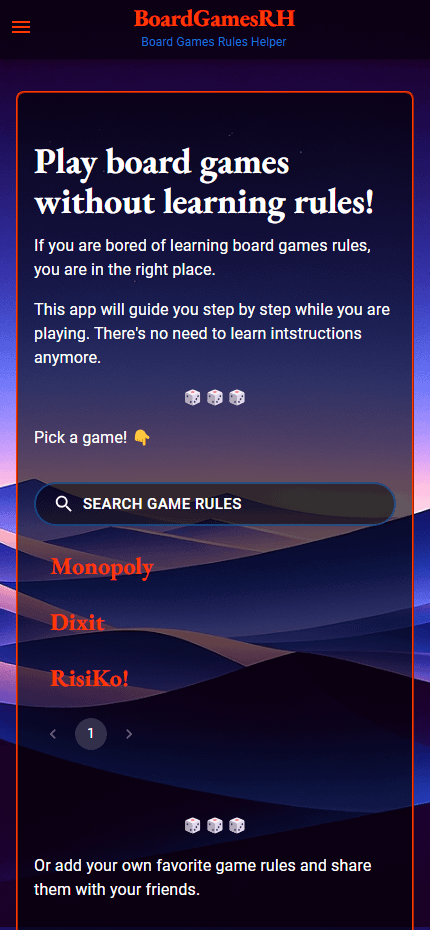 BoardGamesRH
Board Games Rules Helper
Play board games
without learning rules!
If you are bored of learning board games rules,
you are in the right place.
This app will guide you step by step while you are
playing. There's no need to learn intstructions
anymore.
🎲 🎲 🎲
Pick a game! 👇
SEARCH GAME RULES
Monopoly
Dixit
RisiKo!
1
🎲 🎲 🎲
Or add your own favorite game rules and share
them with your friends.